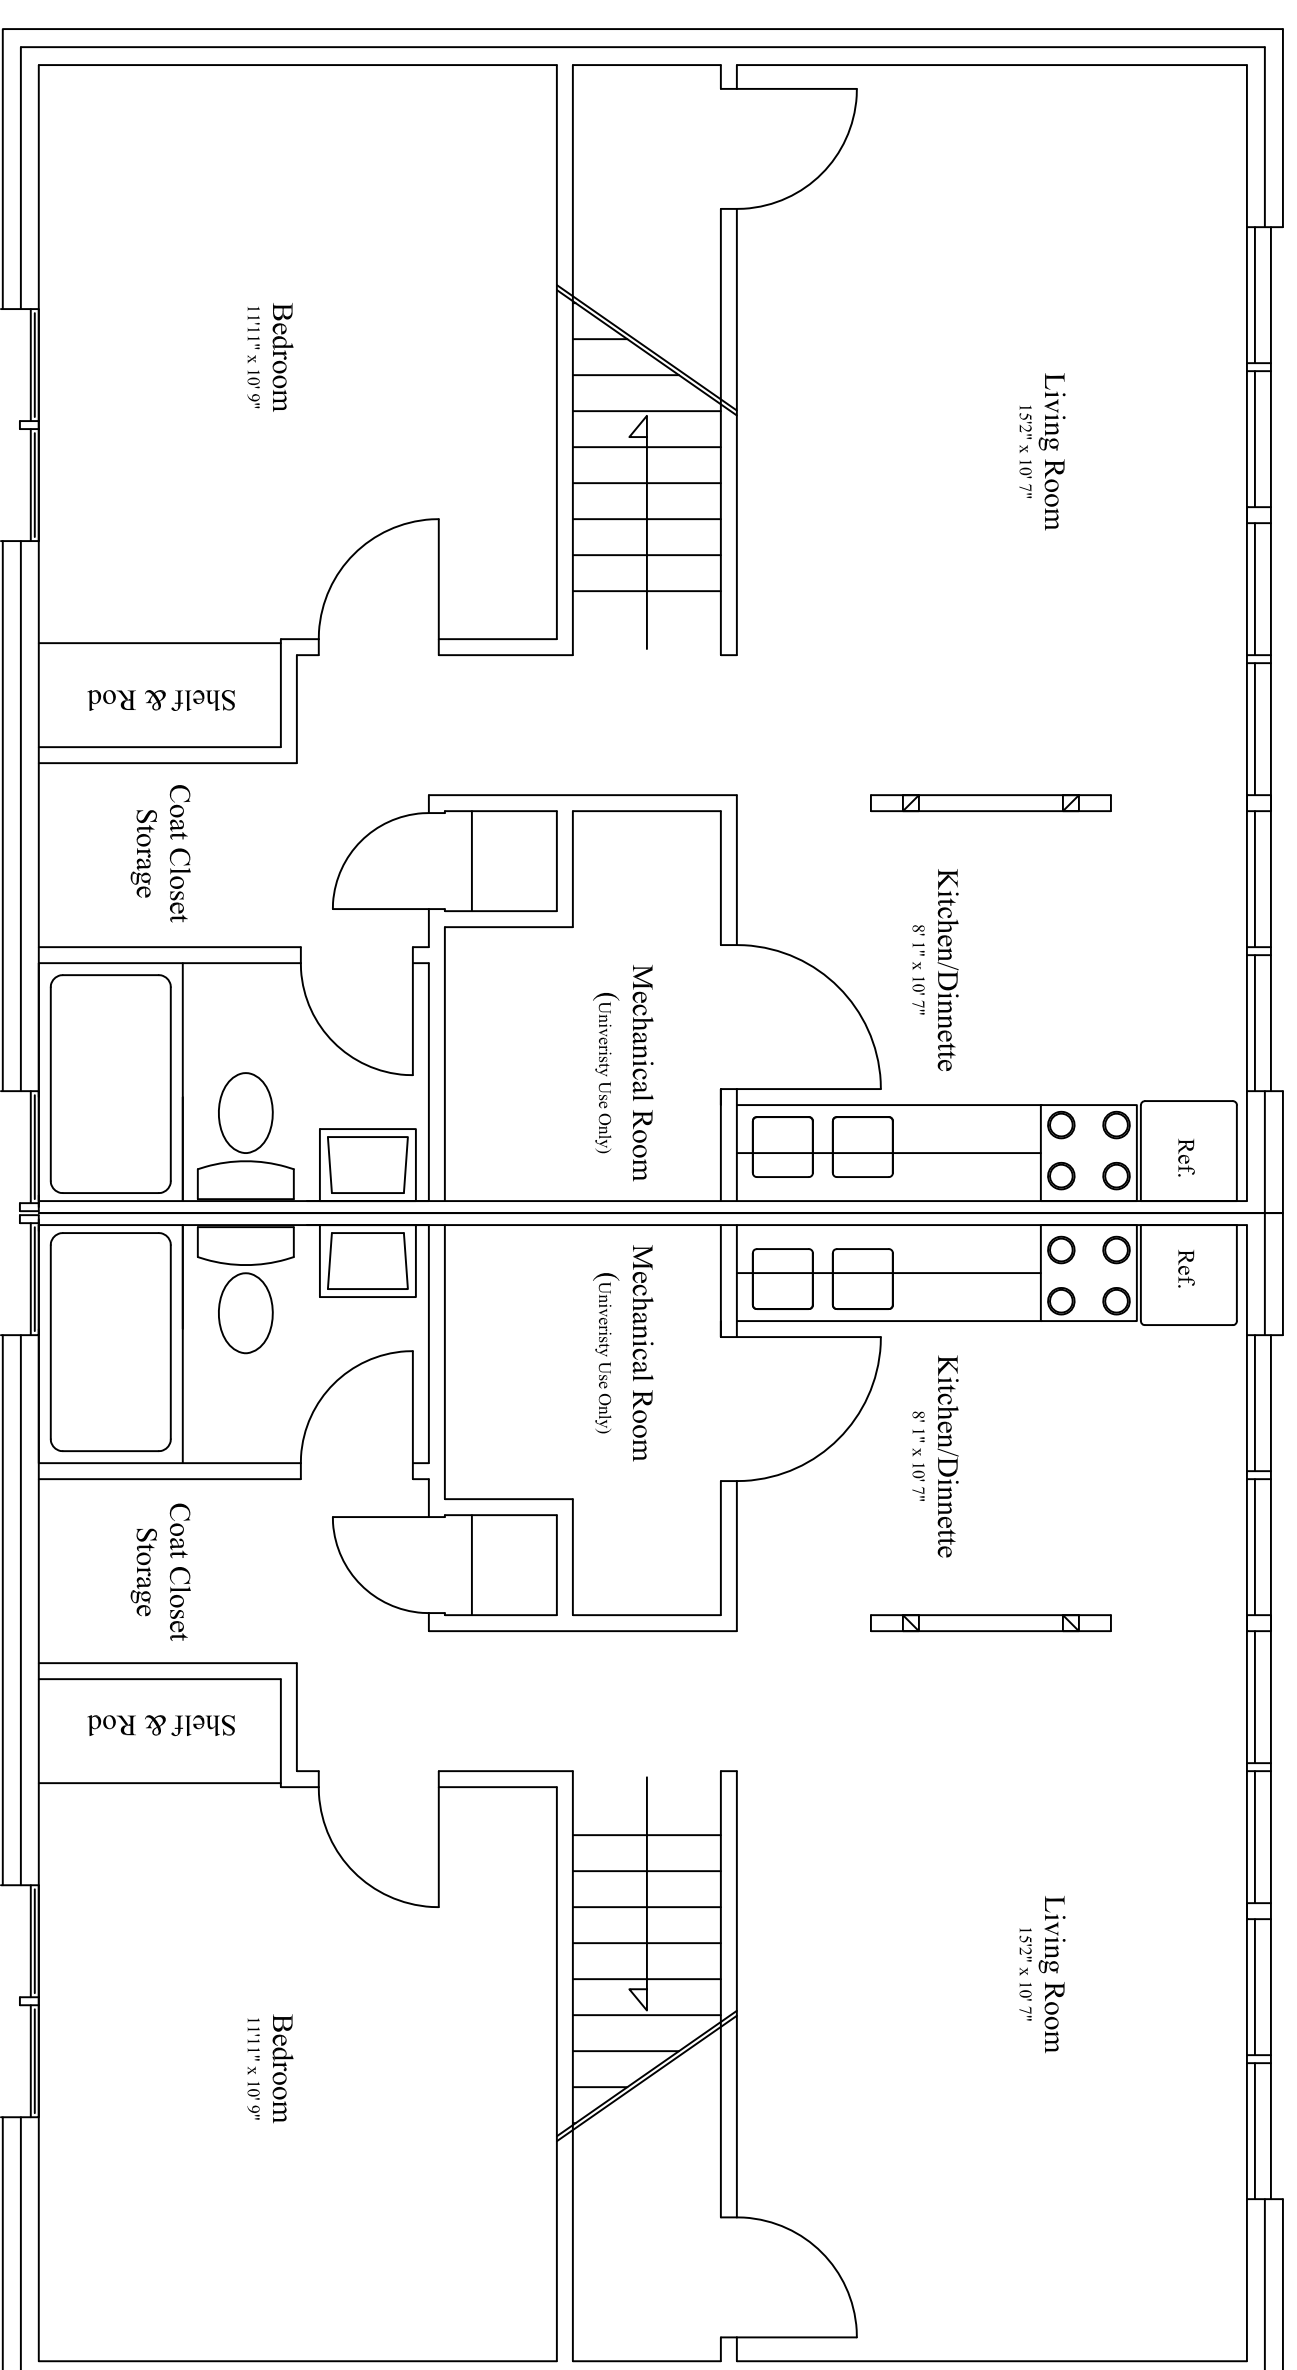 Living Room
15'2" x 10' 7"
Bedroom
11'11" x 10' 9"
Shelf & Rod
Coat Closet
Storage
Kitchen/Dinnette
8' 1" x 10' 7"
Mechanical Room
(Univeristy Use Only)
Ref.
Ref.
Mechanical Room
(Univeristy Use Only)
Kitchen/Dinnette
8' 1" x 10' 7"
Coat Closet
Storage
Shelf & Rod
Living Room
15'2" x 10' 7"
Bedroom
11'11" x 10' 9"